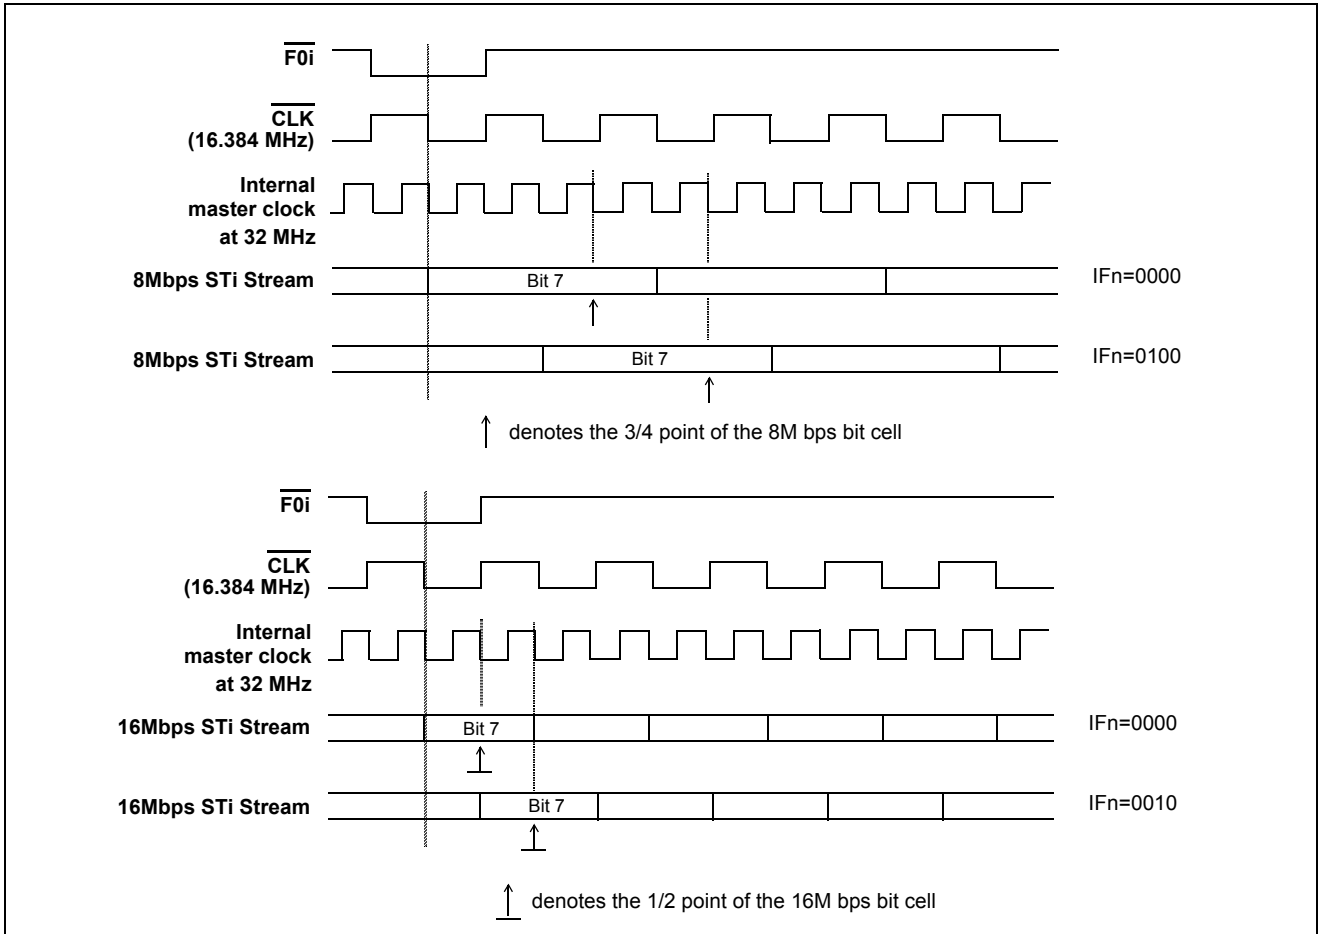 F0i
CLK
(16.384 MHz)
Internal
master clock
at 32 MHz
8Mbps STi Stream
Bit 7
IFn=0000
8Mbps STi Stream
Bit 7
IFn=0100
denotes the 3/4 point of the 8M bps bit cell
F0i
CLK
(16.384 MHz)
Internal
master clock
at 32 MHz
16Mbps STi Stream
Bit 7
IFn=0000
16Mbps STi Stream
Bit 7
IFn=0010
denotes the 1/2 point of the 16M bps bit cell